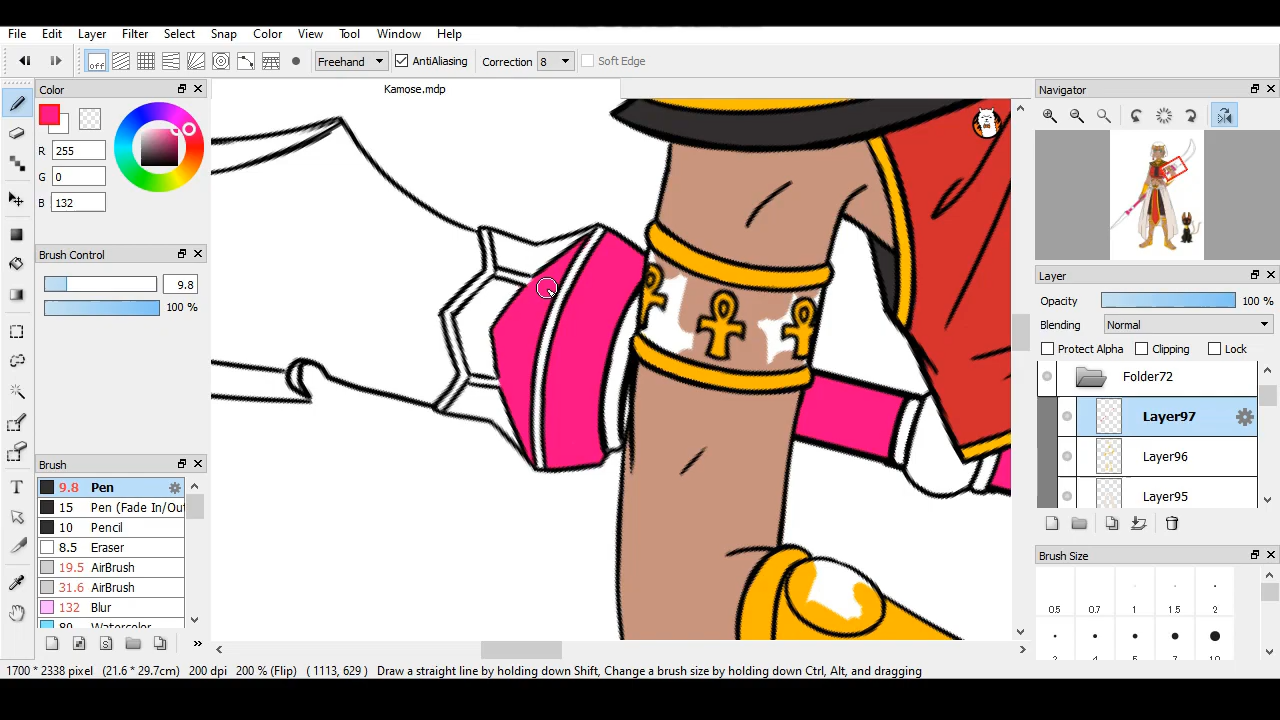 File Edit Layer Filter Select Snap Color View Tool Window Help
off Freehand AntiAliasing Correction 8 Soft Edge
Color
Kamose.mdp
Navigator
R 255
G 0
B 132
Brush Control
9.8
100 %
Layer
Opacity 100 %
Blending Normal
Protect Alpha Clipping Lock
Folder72
Layer97
Layer96
Layer95
Brush
9.8 Pen
15 Pen (Fade In/Out
10 Pencil
8.5 Eraser
19.5 AirBrush
31.6 AirBrush
132 Blur
80 Watercolor
Brush Size
0.5 0.7 1 1.5 2
1700 * 2338 pixel (21.6 * 29.7cm) 200 dpi 200 % (Flip) ( 1113, 629 ) Draw a straight line by holding down Shift, Change a brush size by holding down Ctrl, Alt, and dragging